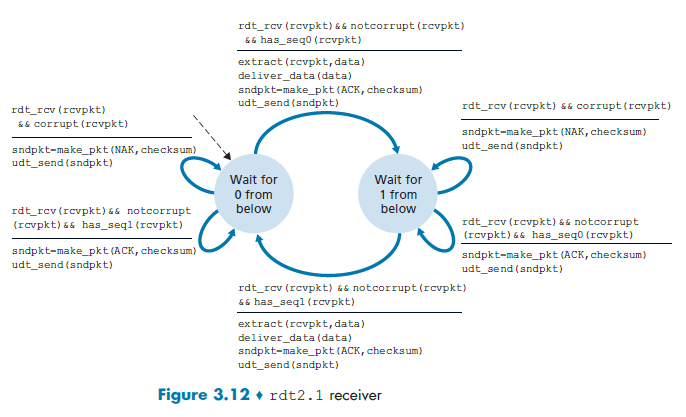 rdt_rcv(rcvpkt)&& notcorrupt(rcvpkt)
&& has_seq0(rcvpkt)
extract(rcvpkt,data)
deliver_data(data)
sndpkt=make_pkt(ACK,checksum)
udt_send(sndpkt)
rdt_rcv(rcvpkt)
&& corrupt(rcvpkt)
sndpkt=make_pkt(NAK,checksum)
udt_send(sndpkt)
rdt_rcv(rcvpkt) && corrupt(rcvpkt)
sndpkt=make_pkt(NAK,checksum)
udt_send(sndpkt)
Wait for
0 from
below
Wait for
1 from
below
rdt_rcv(rcvpkt)&& notcorrupt
(rcvpkt)&& has_seq1(rcvpkt)
sndpkt=make_pkt(ACK,checksum)
udt_send(sndpkt)
rdt_rcv(rcvpkt)&& notcorrupt
(rcvpkt)&& has_seq0(rcvpkt)
sndpkt=make_pkt(ACK,checksum)
udt_send(sndpkt)
rdt_rcv(rcvpkt) && notcorrupt(rcvpkt)
&& has_seq1(rcvpkt)
extract(rcvpkt,data)
deliver_data(data)
sndpkt=make_pkt(ACK,checksum)
udt_send(sndpkt)
Figure 3.12 ♦ rdt2.1 receiver